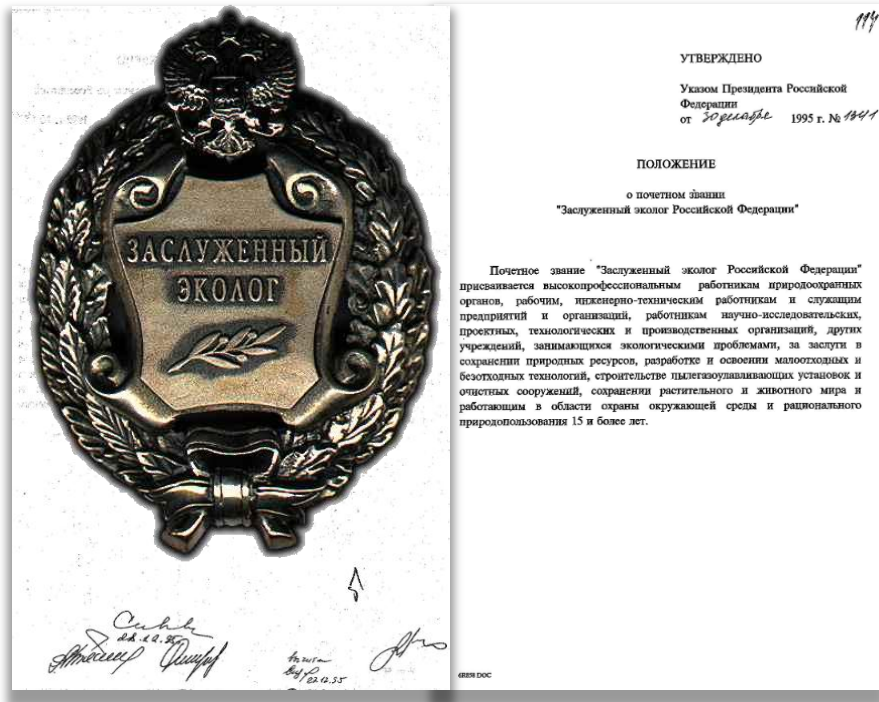 ЗАСЛУЖЕННЫЙ
ЭКОЛОГ
УТВЕРЖДЕНО
Указом Президента Российской
Федерации
от 30 декабря 1995 г. № 1341
ПОЛОЖЕНИЕ
о почетном звании
"Заслуженный эколог Российской Федерации"
Почетное звание "Заслуженный эколог Российской Федерации"
присваивается высокопрофессиональным работникам природоохранных
органов, рабочим, инженерно-техническим работникам и служащим
предприятий и организаций, работникам научно-исследовательских,
проектных, технологических и производственных организаций, других
учреждений, занимающихся экологическими проблемами, за заслуги в
сохранении природных ресурсов, разработке и освоении малоотходных и
безотходных технологий, строительстве пылегазоулавливающих установок и
очистных сооружений, сохранении растительного и животного мира и
работающим в области охраны окружающей среды и рационального
природопользования 15 и более лет.